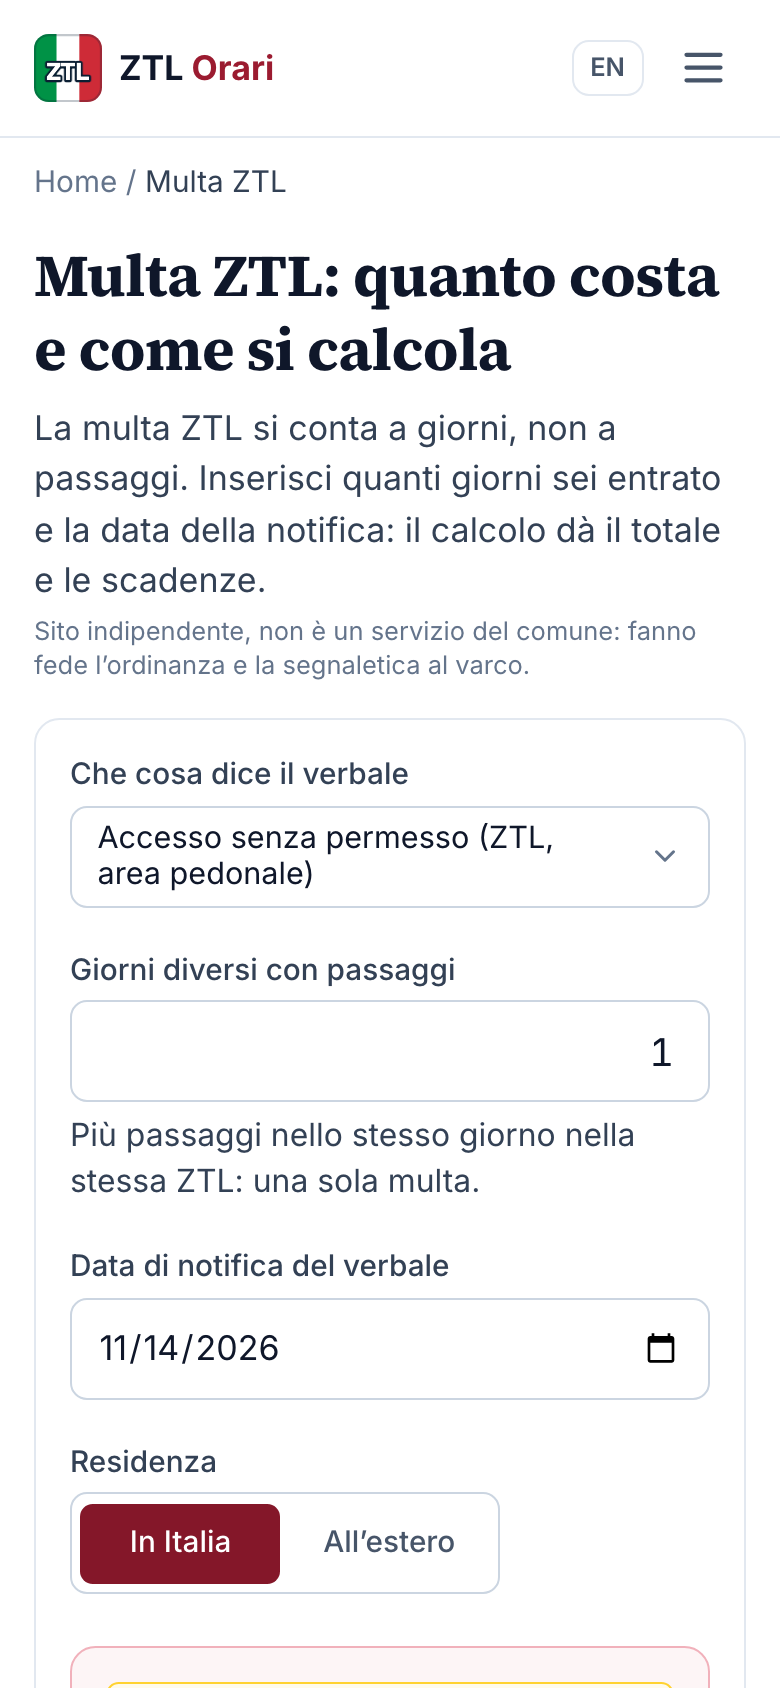 ZTL
ZTL Orari
EN
Home / Multa ZTL
Multa ZTL: quanto costa
e come si calcola
La multa ZTL si conta a giorni, non a
passaggi. Inserisci quanti giorni sei entrato
e la data della notifica: il calcolo dà il totale
e le scadenze.
Sito indipendente, non è un servizio del comune: fanno
fede l’ordinanza e la segnaletica al varco.
Che cosa dice il verbale
Accesso senza permesso (ZTL,
area pedonale)
Giorni diversi con passaggi
1
Più passaggi nello stesso giorno nella
stessa ZTL: una sola multa.
Data di notifica del verbale
11/14/2026
Residenza
In Italia
All’estero